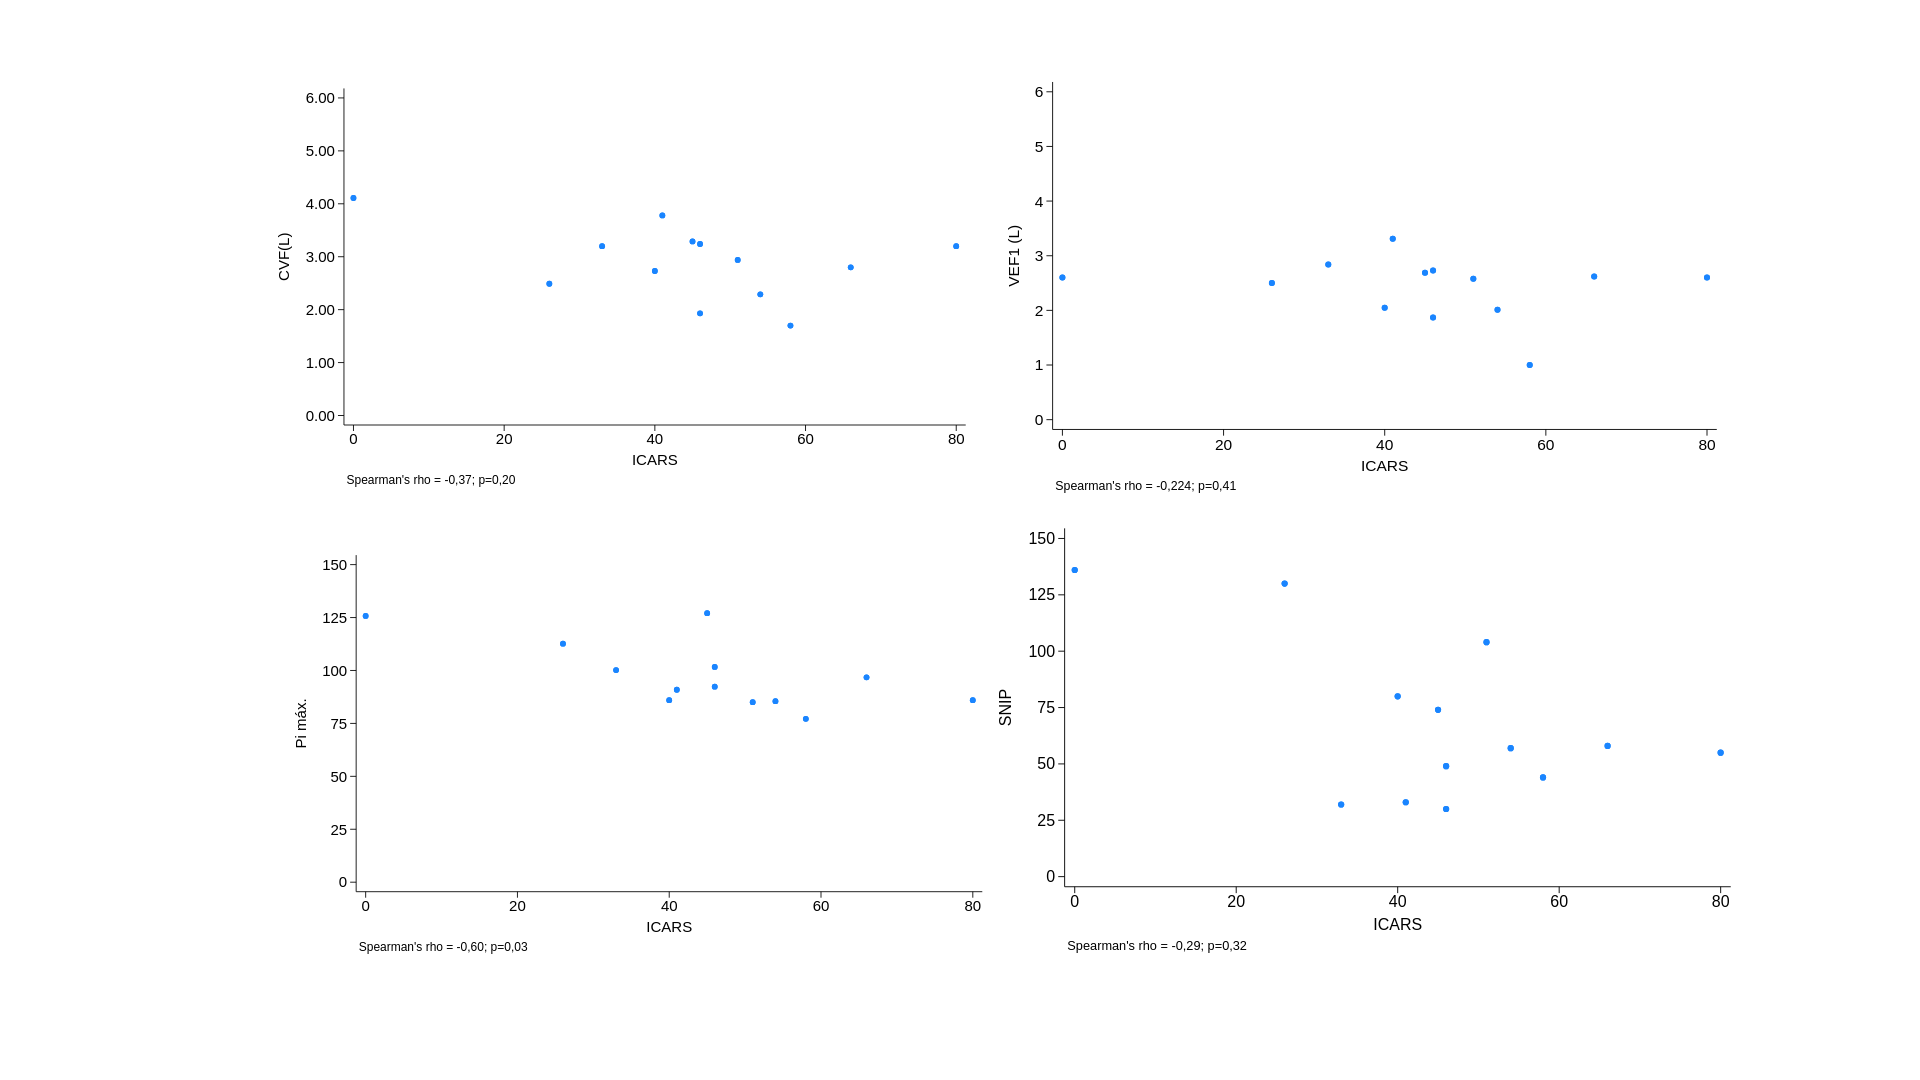 6.00
5.00
4.00
3.00
2.00
1.00
0.00
CVF(L)
0 20 40 60 80
ICARS
Spearman's rho = -0,37; p=0,20
6
5
4
3
2
1
0
VEF1 (L)
0 20 40 60 80
ICARS
Spearman's rho = -0,224; p=0,41
150
125
100
75
50
25
0
Pi máx.
0 20 40 60 80
ICARS
Spearman's rho = -0,60; p=0,03
150
125
100
75
50
25
0
SNIP
0 20 40 60 80
ICARS
Spearman's rho = -0,29; p=0,32